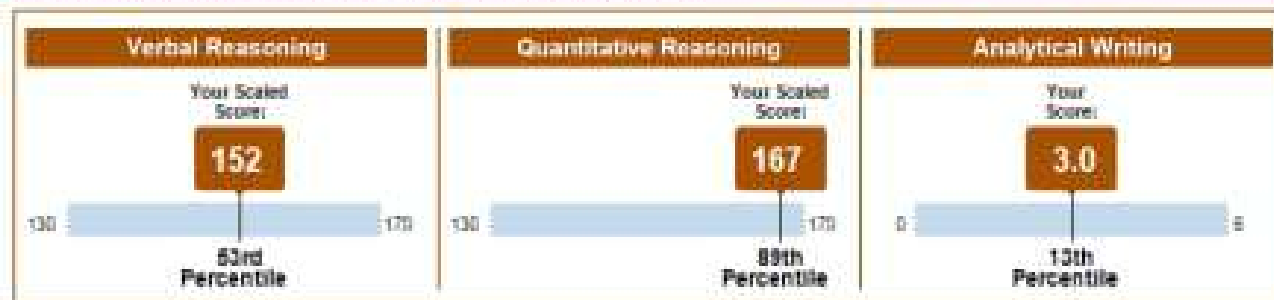 Verbal Reasoning
Your Scaled
Score:
152
130
170
53rd
Percentile
Quantitative Reasoning
Your Scaled
Score:
167
130
170
89th
Percentile
Analytical Writing
Your
Score:
3.0
0
6
13th
Percentile